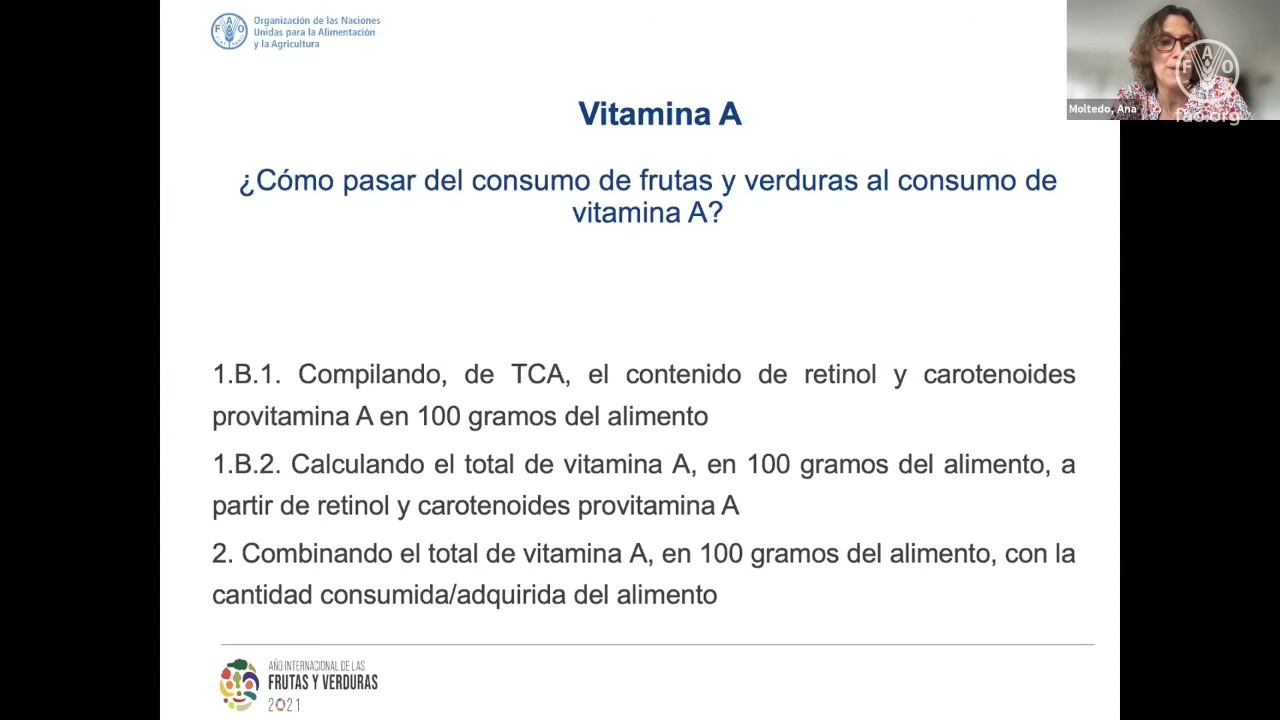 Organización de las Naciones
Unidas para la Alimentación
y la Agricultura
Moltedo, Ana
FAO
fao.org
Vitamina A
¿Cómo pasar del consumo de frutas y verduras al consumo de
vitamina A?
1.B.1. Compilando, de TCA, el contenido de retinol y carotenoides
provitamina A en 100 gramos del alimento
1.B.2. Calculando el total de vitamina A, en 100 gramos del alimento, a
partir de retinol y carotenoides provitamina A
2. Combinando el total de vitamina A, en 100 gramos del alimento, con la
cantidad consumida/adquirida del alimento
AÑO INTERNACIONAL DE LAS
FRUTAS Y VERDURAS
2021